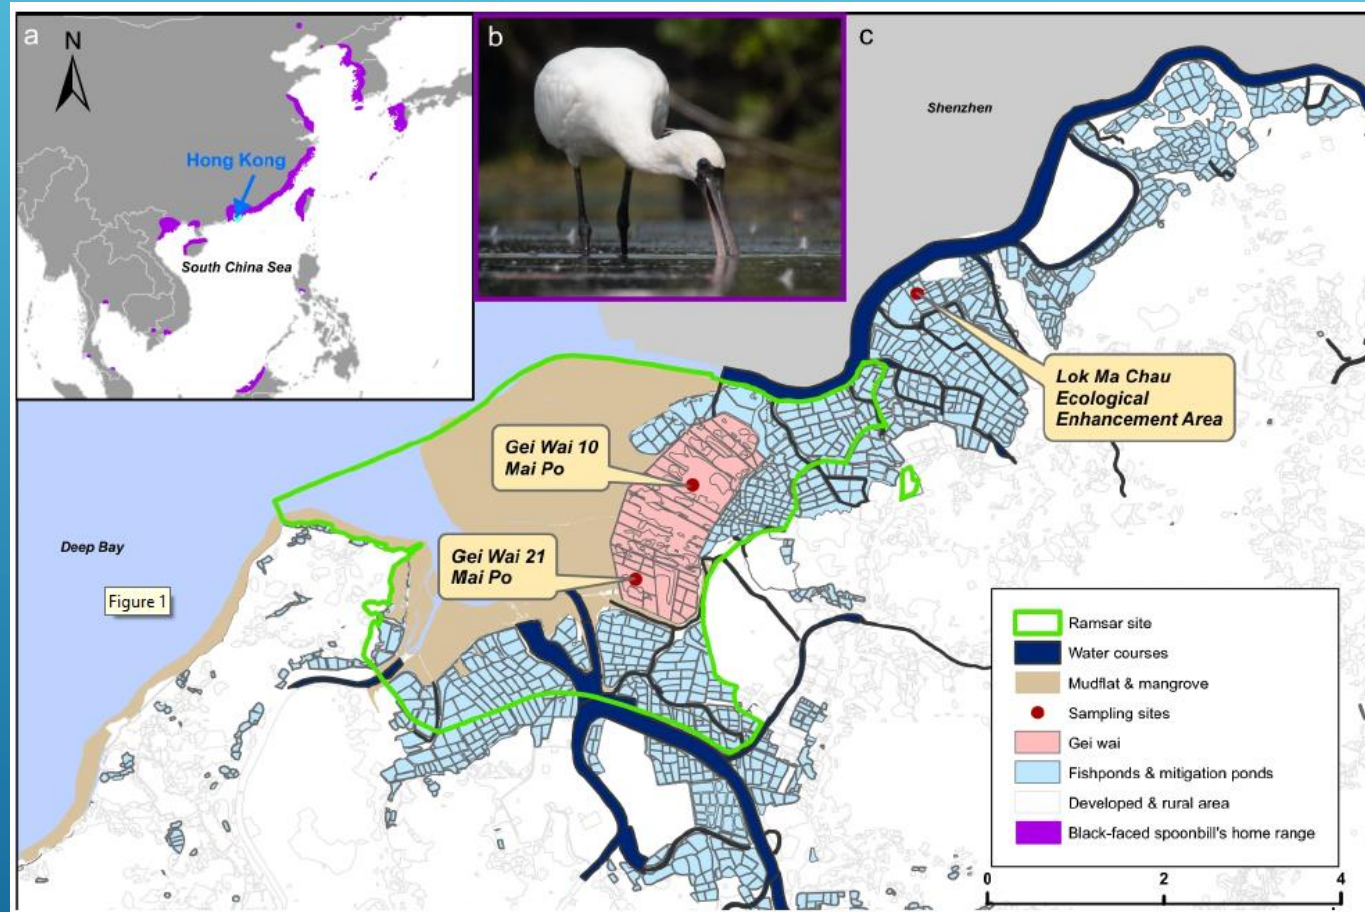 a
N
Hong Kong
South China Sea
b
c
Shenzhen
Lok Ma Chau
Ecological
Enhancement Area
Gei Wai 10
Mai Po
Gei Wai 21
Mai Po
Deep Bay
Figure 1
Ramsar site
Water courses
Mudflat & mangrove
Sampling sites
Gei wai
Fishponds & mitigation ponds
Developed & rural area
Black-faced spoonbill's home range
0 2 4